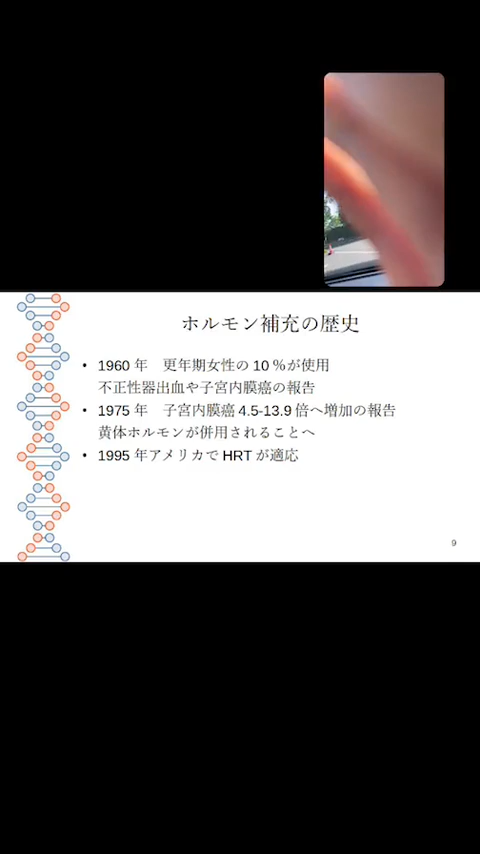 ホルモン補充の歴史
• 1960 年　更年期女性の 10 %が使用
不正性器出血や子宮内膜癌の報告
• 1975 年　子宮内膜癌 4.5-13.9 倍へ増加の報告
黄体ホルモンが併用されることへ
• 1995 年アメリカで HRT が適応
9